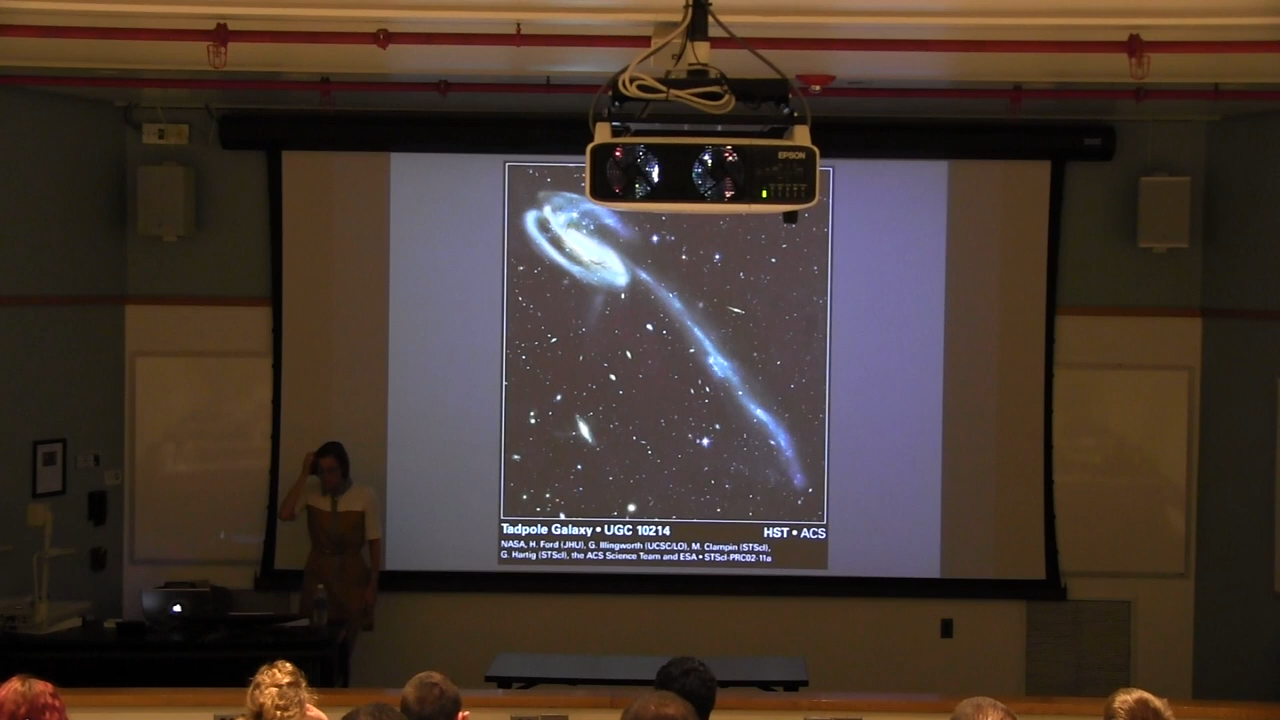 EPSON
Tadpole Galaxy • UGC 10214 HST • ACS
NASA, H. Ford (JHU), G. Illingworth (UCSC/LO), M. Clampin (STScI),
G. Hartig (STScI), the ACS Science Team and ESA • STScI-PRC02-11a